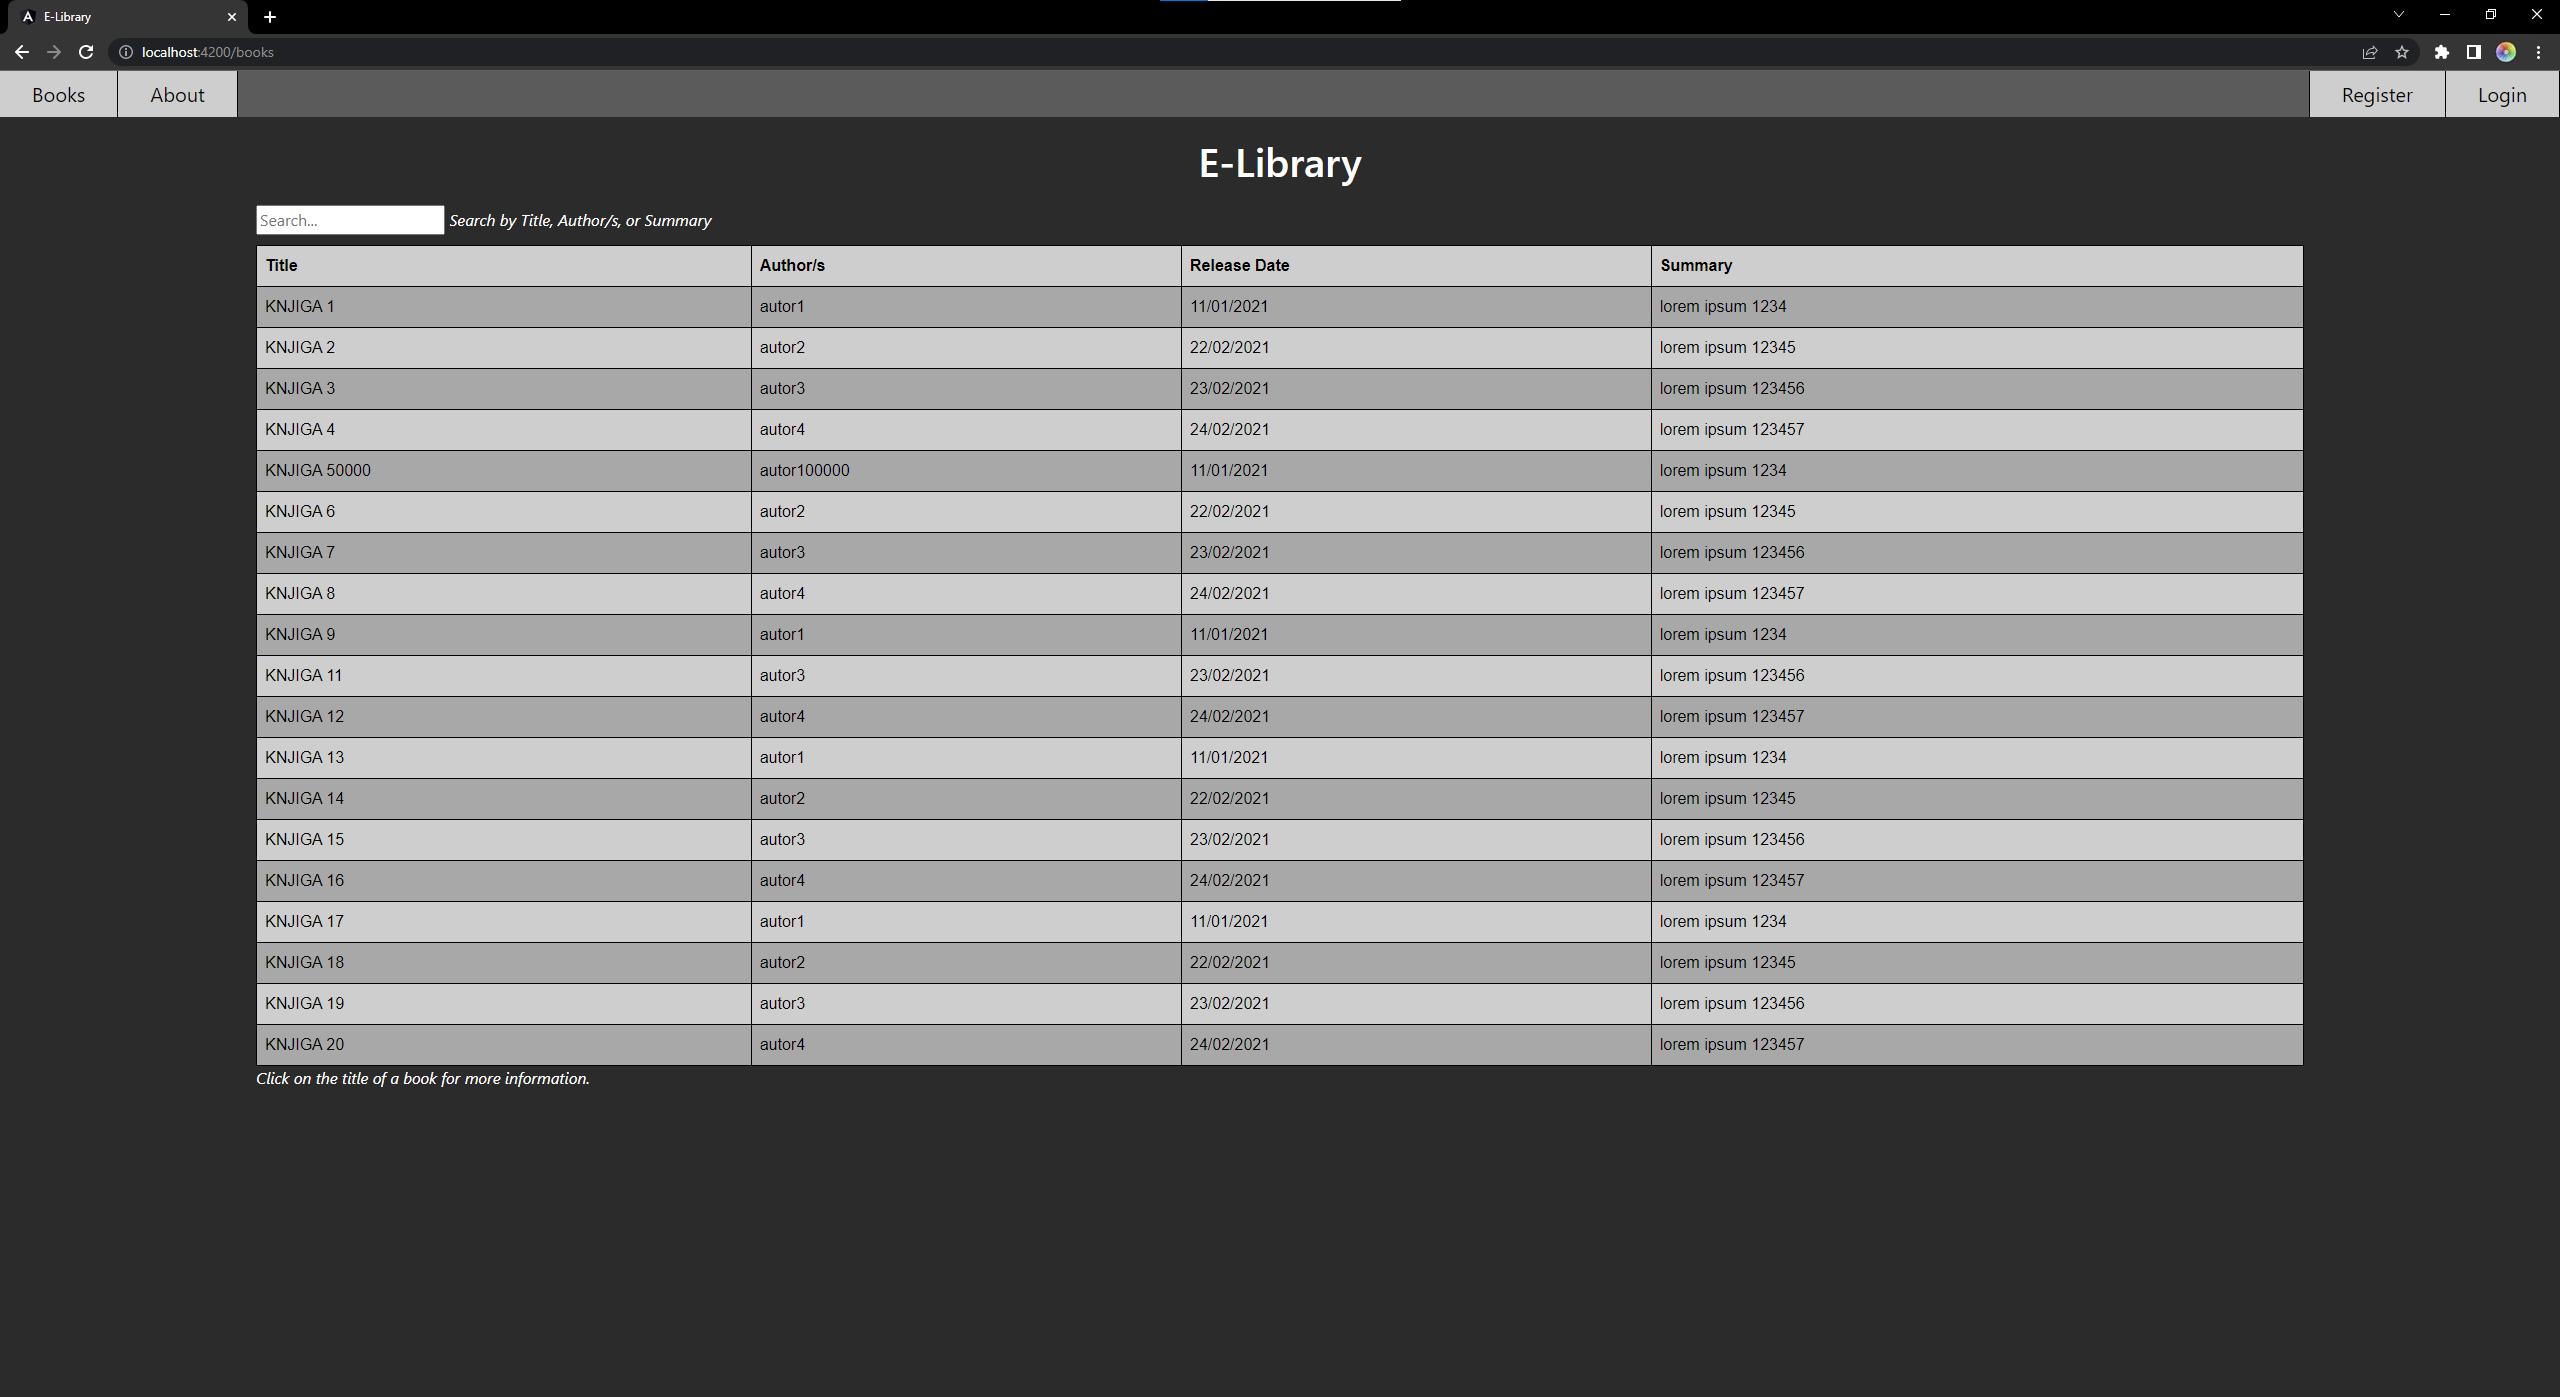 E-Library
localhost:4200/books
Books About Register Login
E-Library
Search... Search by Title, Author/s, or Summary
Title Author/s Release Date Summary
KNJIGA 1 autor1 11/01/2021 lorem ipsum 1234
KNJIGA 2 autor2 22/02/2021 lorem ipsum 12345
KNJIGA 3 autor3 23/02/2021 lorem ipsum 123456
KNJIGA 4 autor4 24/02/2021 lorem ipsum 123457
KNJIGA 50000 autor100000 11/01/2021 lorem ipsum 1234
KNJIGA 6 autor2 22/02/2021 lorem ipsum 12345
KNJIGA 7 autor3 23/02/2021 lorem ipsum 123456
KNJIGA 8 autor4 24/02/2021 lorem ipsum 123457
KNJIGA 9 autor1 11/01/2021 lorem ipsum 1234
KNJIGA 11 autor3 23/02/2021 lorem ipsum 123456
KNJIGA 12 autor4 24/02/2021 lorem ipsum 123457
KNJIGA 13 autor1 11/01/2021 lorem ipsum 1234
KNJIGA 14 autor2 22/02/2021 lorem ipsum 12345
KNJIGA 15 autor3 23/02/2021 lorem ipsum 123456
KNJIGA 16 autor4 24/02/2021 lorem ipsum 123457
KNJIGA 17 autor1 11/01/2021 lorem ipsum 1234
KNJIGA 18 autor2 22/02/2021 lorem ipsum 12345
KNJIGA 19 autor3 23/02/2021 lorem ipsum 123456
KNJIGA 20 autor4 24/02/2021 lorem ipsum 123457
Click on the title of a book for more information.